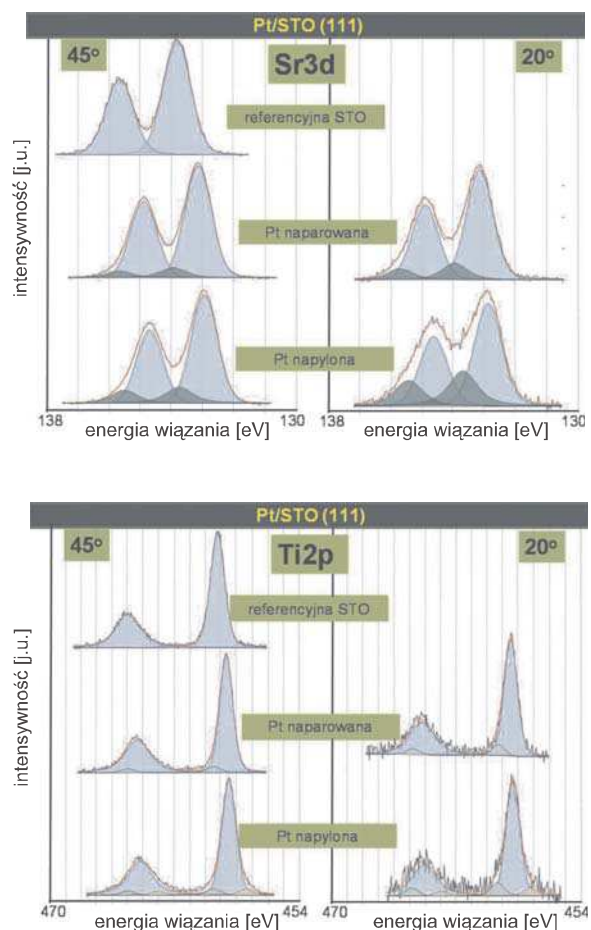 Pt/STO (111)
45°
Sr3d
20°
referencyjna STO
Pt naparowana
Pt napylona
intensywność [j.u.]
138
130
138
130
energia wiązania [eV]
energia wiązania [eV]
Pt/STO (111)
45°
Ti2p
20°
referencyjna STO
Pt naparowana
Pt napylona
intensywność [j.u.]
470
454
470
454
energia wiązania [eV]
energia wiązania [eV]